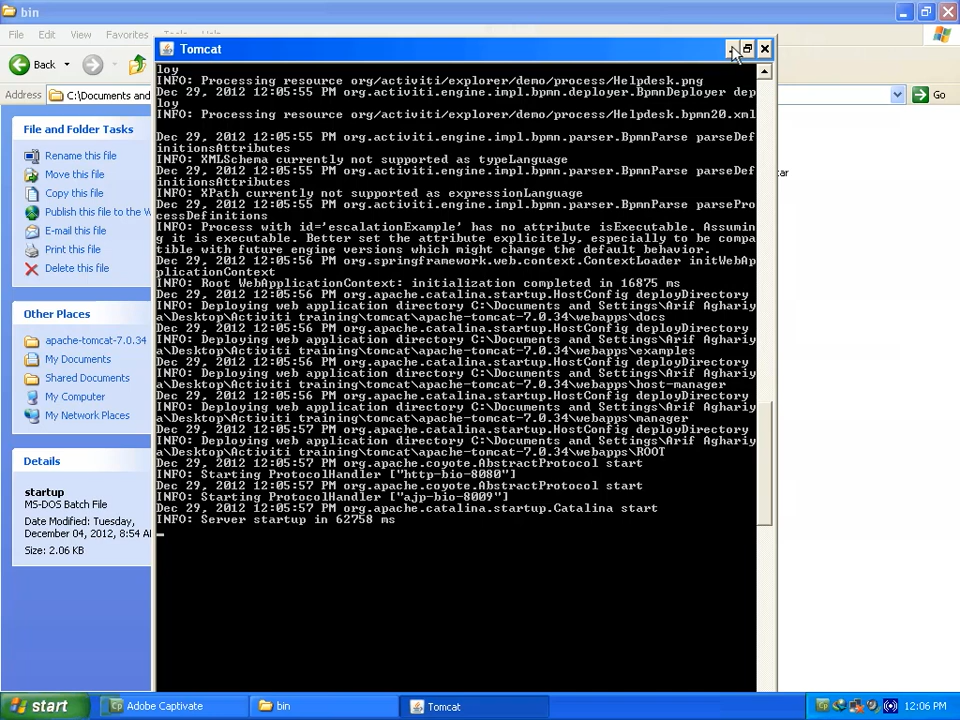 bin
File Edit View Favorites Tools Help
Back
Address C:\Documents and
Go
File and Folder Tasks
Rename this file
Move this file
Copy this file
Publish this file to the W
E-mail this file
Print this file
Delete this file
Other Places
apache-tomcat-7.0.34
My Documents
Shared Documents
My Computer
My Network Places
Details
startup
MS-DOS Batch File
Date Modified: Tuesday,
December 04, 2012, 8:54 A
Size: 2.06 KB
Tomcat
loy
INFO: Processing resource org/activiti/explorer/demo/process/Helpdesk.png
Dec 29, 2012 12:05:55 PM org.activiti.engine.impl.bpmn.deployer.BpmnDeployer dep
loy
INFO: Processing resource org/activiti/explorer/demo/process/Helpdesk.bpmn20.xml
Dec 29, 2012 12:05:55 PM org.activiti.engine.impl.bpmn.parser.BpmnParse parseDef
initionsAttributes
INFO: XMLSchema currently not supported as typeLanguage
Dec 29, 2012 12:05:55 PM org.activiti.engine.impl.bpmn.parser.BpmnParse parseDef
initionsAttributes
INFO: XPath currently not supported as expressionLanguage
Dec 29, 2012 12:05:55 PM org.activiti.engine.impl.bpmn.parser.BpmnParse parsePro
cessDefinitions
INFO: Process with id='escalationExample' has no attribute isExecutable. Assumin
g it is executable. Better set the attribute explicitely, especially to be compa
tible with future engine versions which might change the default behavior.
Dec 29, 2012 12:05:56 PM org.springframework.web.context.ContextLoader initWebAp
plicationContext
INFO: Root WebApplicationContext: initialization completed in 16875 ms
Dec 29, 2012 12:05:56 PM org.apache.catalina.startup.HostConfig deployDirectory
INFO: Deploying web application directory C:\Documents and Settings\Arif Aghariy
a\Desktop\Activiti training\tomcat\apache-tomcat-7.0.34\webapps\docs
Dec 29, 2012 12:05:56 PM org.apache.catalina.startup.HostConfig deployDirectory
INFO: Deploying web application directory C:\Documents and Settings\Arif Aghariy
a\Desktop\Activiti training\tomcat\apache-tomcat-7.0.34\webapps\examples
Dec 29, 2012 12:05:56 PM org.apache.catalina.startup.HostConfig deployDirectory
INFO: Deploying web application directory C:\Documents and Settings\Arif Aghariy
a\Desktop\Activiti training\tomcat\apache-tomcat-7.0.34\webapps\host-manager
Dec 29, 2012 12:05:56 PM org.apache.catalina.startup.HostConfig deployDirectory
INFO: Deploying web application directory C:\Documents and Settings\Arif Aghariy
a\Desktop\Activiti training\tomcat\apache-tomcat-7.0.34\webapps\manager
Dec 29, 2012 12:05:57 PM org.apache.catalina.startup.HostConfig deployDirectory
INFO: Deploying web application directory C:\Documents and Settings\Arif Aghariy
a\Desktop\Activiti training\tomcat\apache-tomcat-7.0.34\webapps\ROOT
Dec 29, 2012 12:05:57 PM org.apache.coyote.AbstractProtocol start
INFO: Starting ProtocolHandler ["http-bio-8080"]
Dec 29, 2012 12:05:57 PM org.apache.coyote.AbstractProtocol start
INFO: Starting ProtocolHandler ["ajp-bio-8009"]
Dec 29, 2012 12:05:57 PM org.apache.catalina.startup.Catalina start
INFO: Server startup in 62758 ms
start
Adobe Captivate
bin
Tomcat
12:06 PM